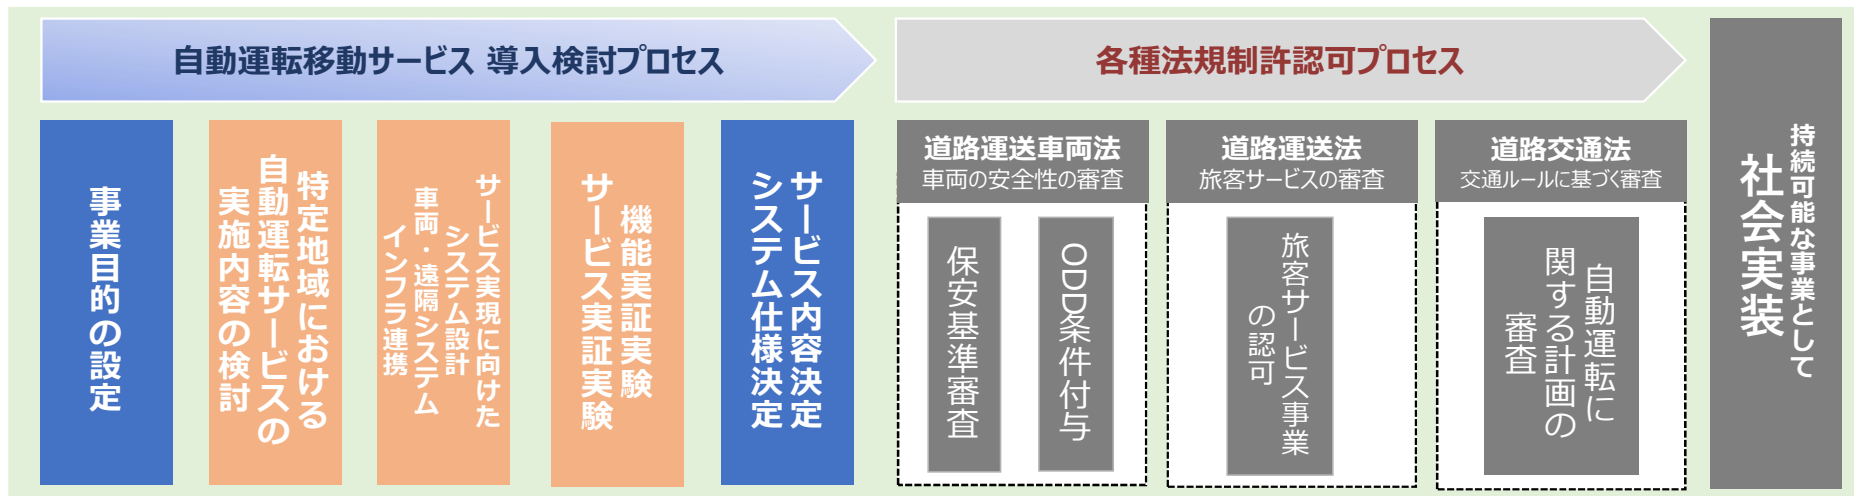 自動運転移動サービス 導入検討プロセス
各種法規制許認可プロセス
事業目的の設定
特定地域における
自動運転サービスの
実施内容の検討
サービス実現に向けた
システム設計
車両・遠隔システム
インフラ連携
機能実証実験
サービス実証実験
サービス内容決定
システム仕様決定
道路運送車両法
車両の安全性の審査
保安基準審査
ODD条件付与
道路運送法
旅客サービスの審査
旅客サービス事業
の認可
道路交通法
交通ルールに基づく審査
自動運転に
関する計画の
審査
持続可能な事業として
社会実装